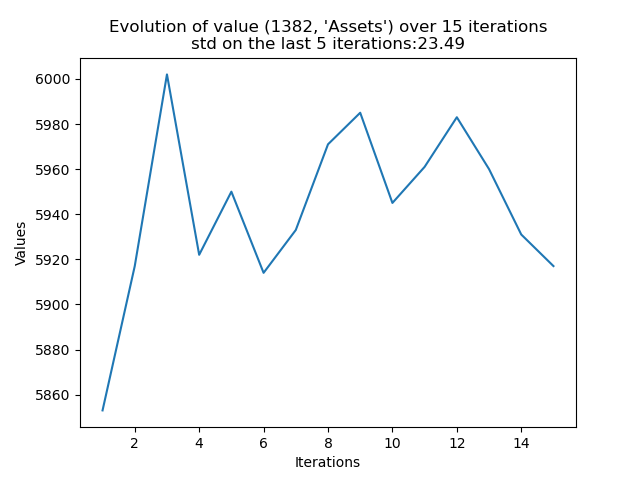 Evolution of value (1382, 'Assets') over 15 iterations
std on the last 5 iterations:23.49
6000
5980
5960
5940
5920
5900
5880
5860
Values
2 4 6 8 10 12 14
Iterations